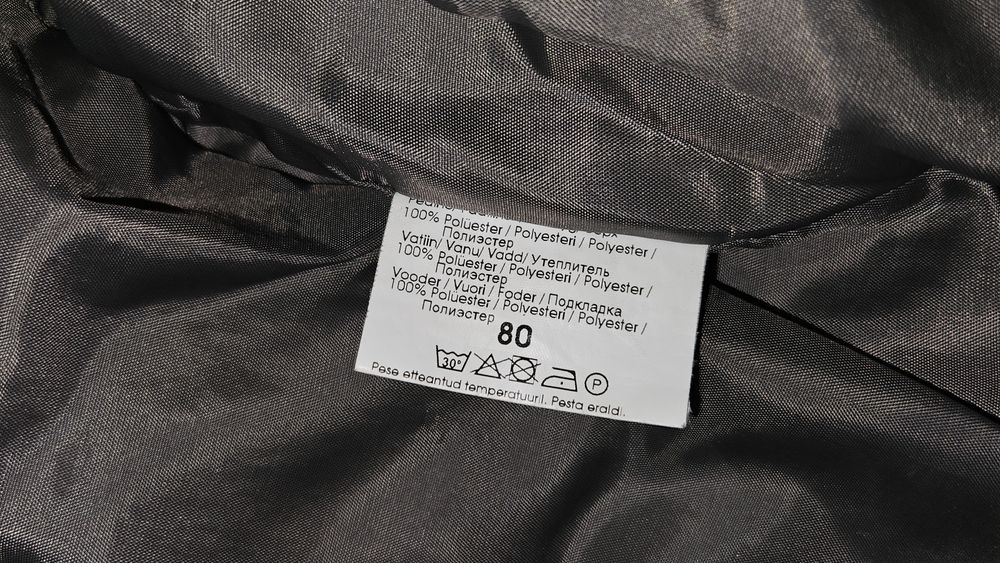 100% Polüester / Polyesteri / Polyester /
Полиэстер
Vatiin/ Vanu/ Vadd/ Утеплитель
100% Polüester / Polyesteri / Polyester /
Полиэстер
Vooder / Vuori / Foder / Подкладка
100% Polüester / Polyesteri / Polyester /
Полиэстер
80
30° P
Pese etteantud temperatuuril. Pesta eraldi.